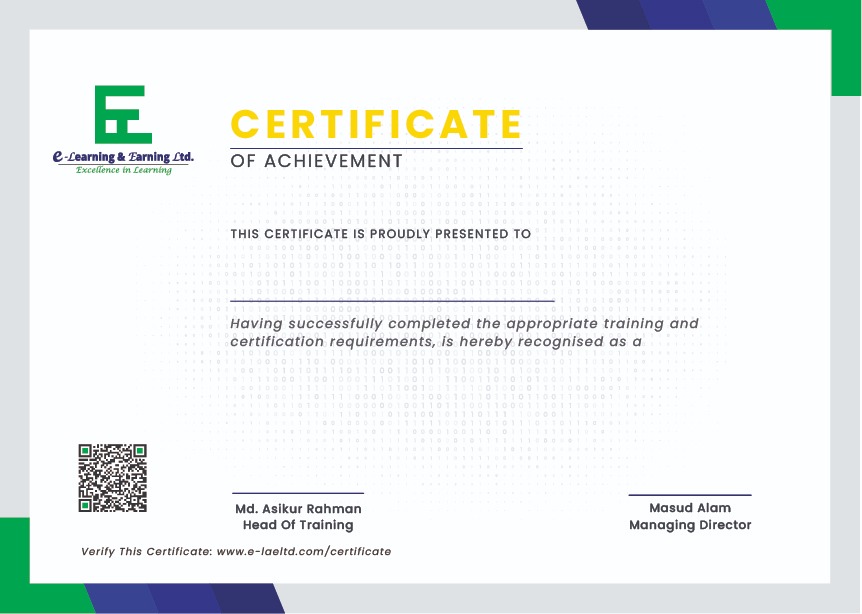 e-Learning & Earning Ltd.
Excellence in Learning
CERTIFICATE
OF ACHIEVEMENT
THIS CERTIFICATE IS PROUDLY PRESENTED TO
Having successfully completed the appropriate training and
certification requirements, is hereby recognised as a
Md. Asikur Rahman
Head Of Training
Masud Alam
Managing Director
Verify This Certificate: www.e-laeltd.com/certificate